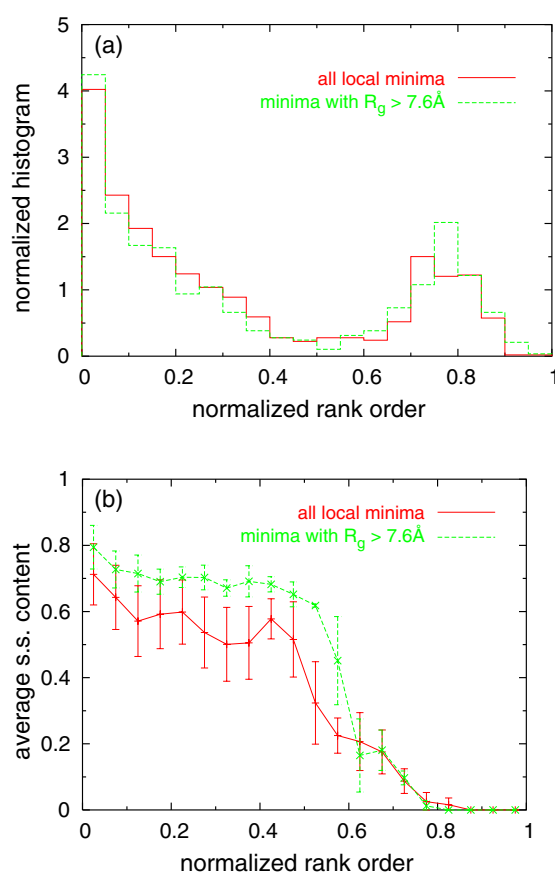 (a)
all local minima
minima with Rg > 7.6Å
normalized histogram
5
4
3
2
1
0
0 0.2 0.4 0.6 0.8 1
normalized rank order
(b)
all local minima
minima with Rg > 7.6Å
average s.s. content
1
0.8
0.6
0.4
0.2
0
0 0.2 0.4 0.6 0.8 1
normalized rank order